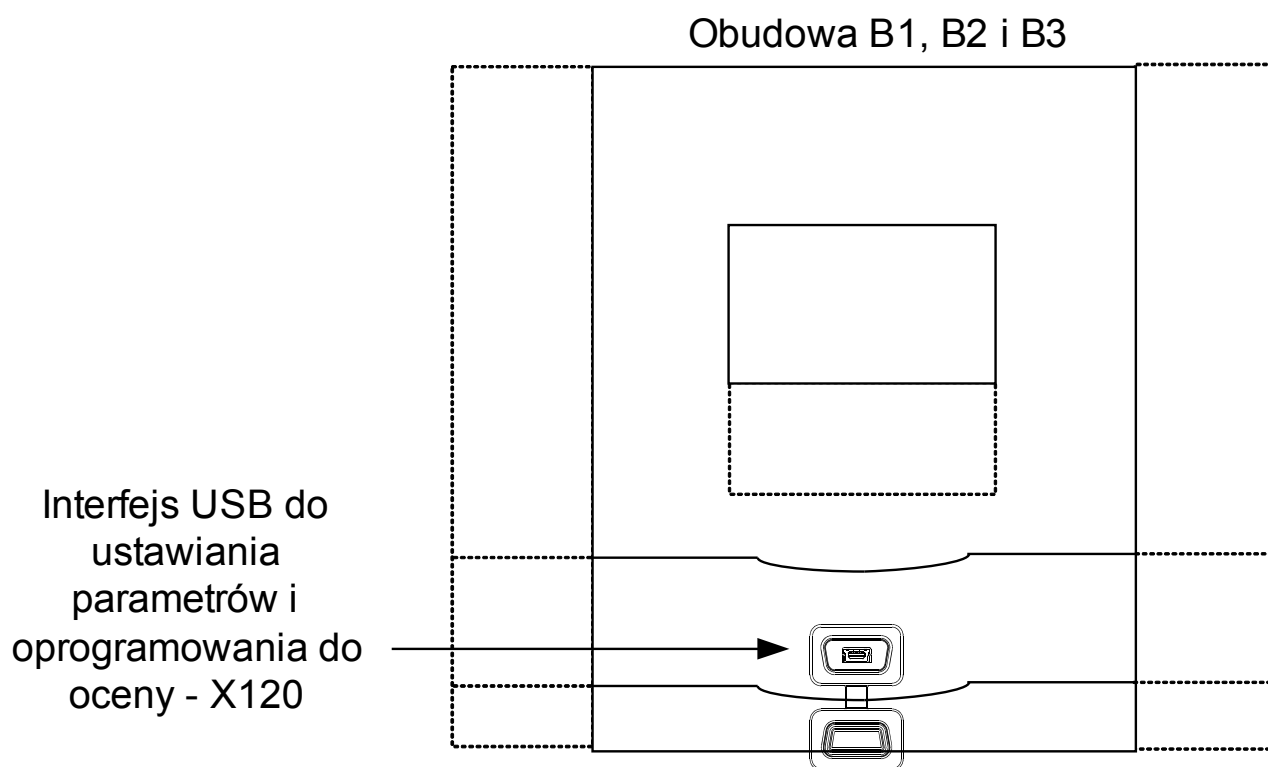 Obudowa B1, B2 i B3
Interfejs USB do
ustawiania
parametrów i
oprogramowania do
oceny - X120